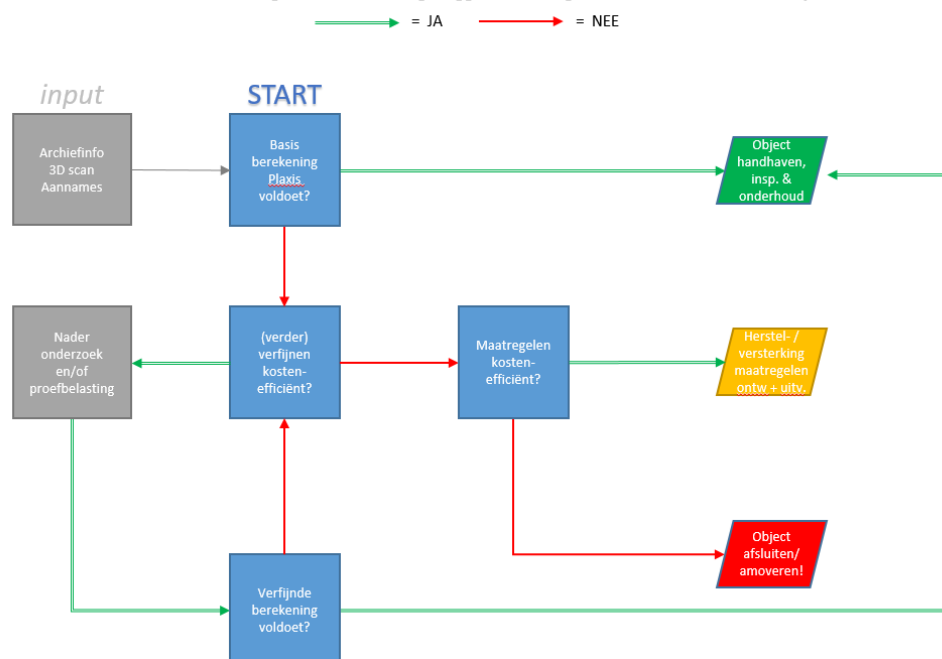 = JA
= NEE
input
START
Archiefinfo
3D scan
Aannames
Basis
berekening
Plaxis
voldoet?
Object
handhaven,
insp. &
onderhoud
Nader
onderzoek
en/of
proefbelasting
(verder)
verfijnen
kosten-
efficiënt?
Maatregelen
kosten-
efficiënt?
Herstel- /
versterking
maatregelen
ontw + uitv.
Object
afsluiten/
amoveren!
Verfijnde
berekening
voldoet?